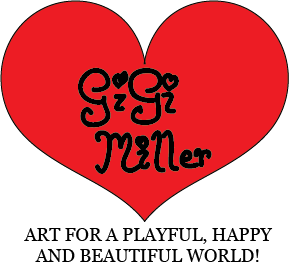 GiGi
Miller
ART FOR A PLAYFUL, HAPPY
AND BEAUTIFUL WORLD!